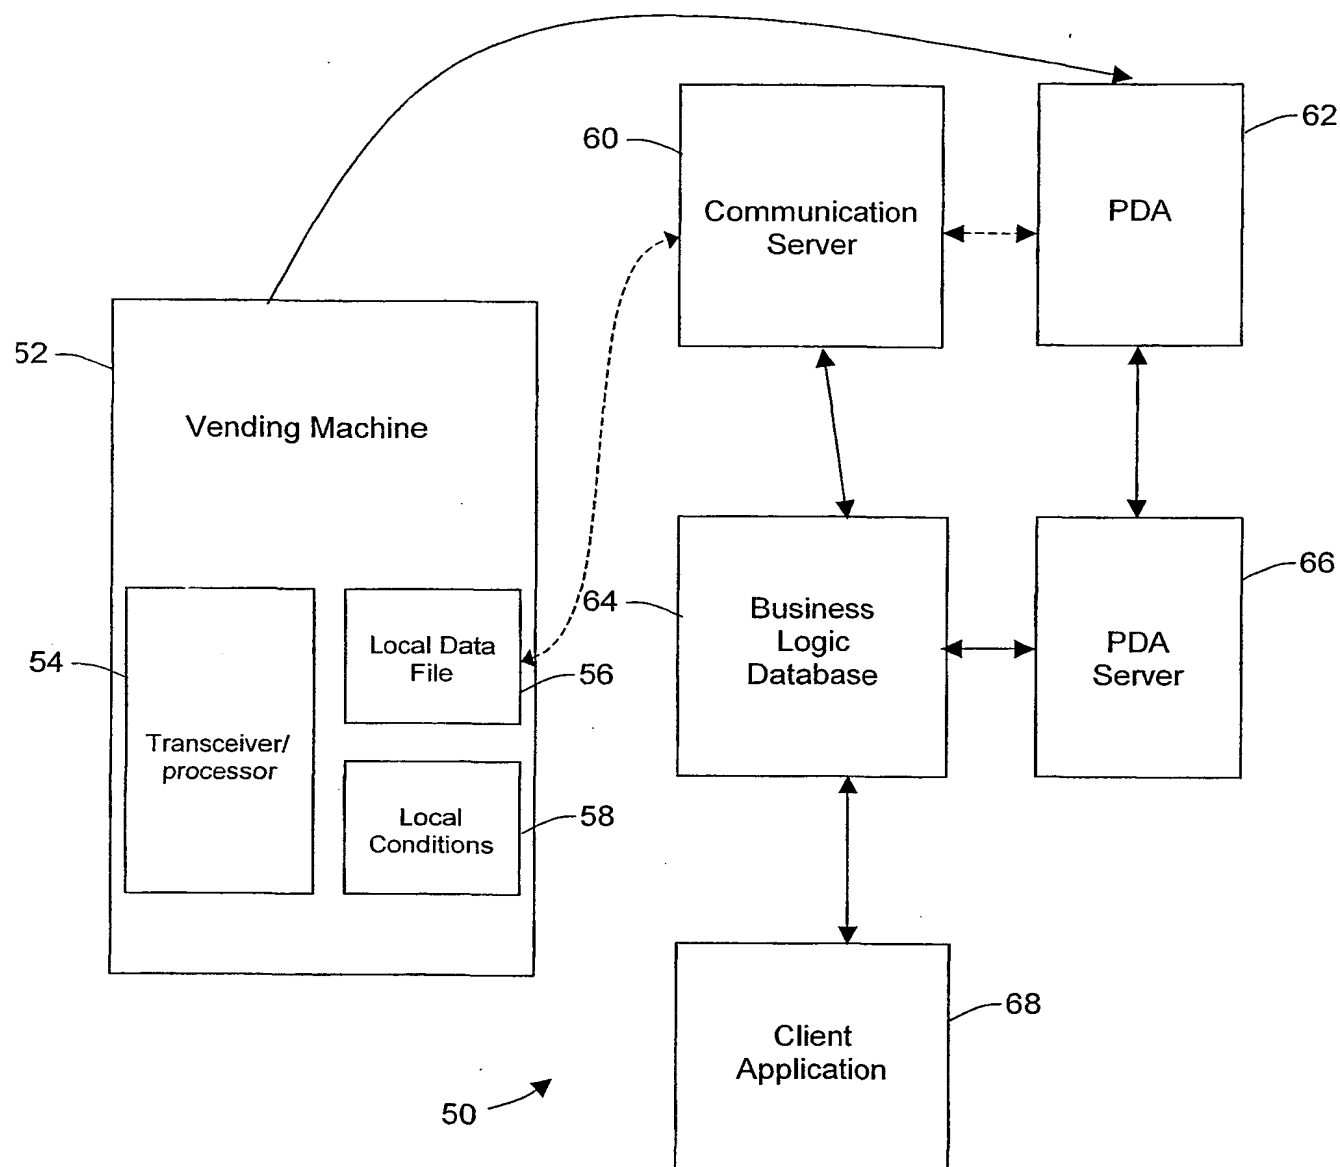 62
60
Communication
Server
PDA
52
Vending Machine
66
64
Business
Logic
Database
PDA
Server
54
Local Data
File
56
Transceiver/
processor
58
Local
Conditions
68
Client
Application
50